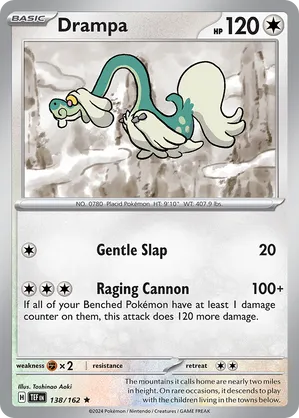 BASIC
Drampa
HP 120
NO. 0780 Placid Pokémon HT: 9'10" WT: 407.9 lbs.
Gentle Slap 20
Raging Cannon 100+
If all of your Benched Pokémon have at least 1 damage
counter on them, this attack does 120 more damage.
weakness ×2 resistance retreat
Illus. Toshinao Aoki
H TEF EN 138/162 ★
The mountains it calls home are nearly two miles
in height. On rare occasions, it descends to play
with the children living in the towns below.
©2024 Pokémon / Nintendo / Creatures / GAME FREAK